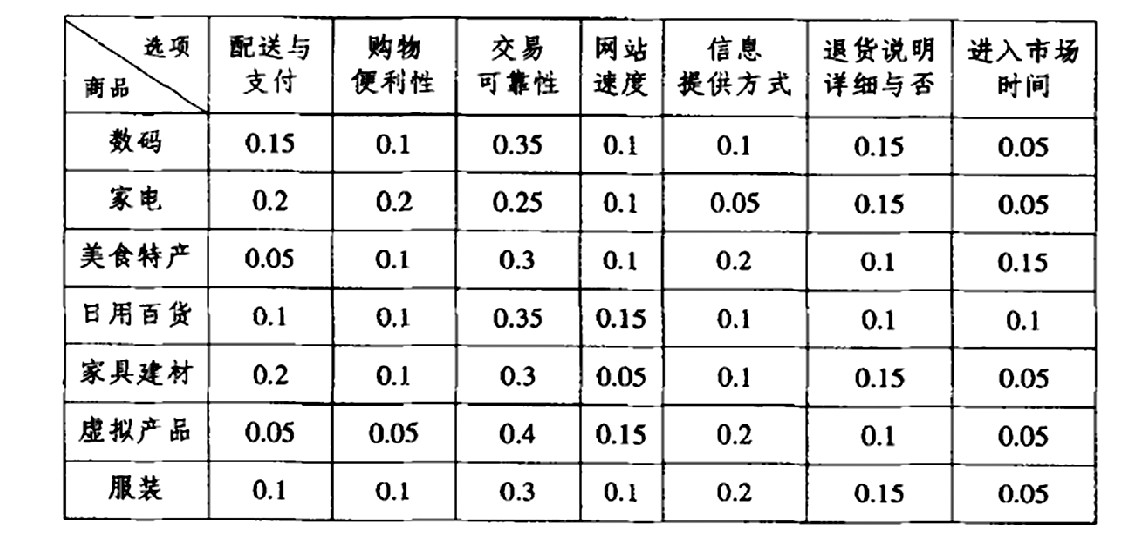 选项 配送与 购物 交易 网站 信息 退货说明 进入市场
商品 支付 便利性 可靠性 速度 提供方式 详细与否 时间
数码 0.15 0.1 0.35 0.1 0.1 0.15 0.05
家电 0.2 0.2 0.25 0.1 0.05 0.15 0.05
美食特产 0.05 0.1 0.3 0.1 0.2 0.1 0.15
日用百货 0.1 0.1 0.35 0.15 0.1 0.1 0.1
家具建材 0.2 0.1 0.3 0.05 0.1 0.15 0.05
虚拟产品 0.05 0.05 0.4 0.15 0.2 0.1 0.05
服装 0.1 0.1 0.3 0.1 0.2 0.15 0.05